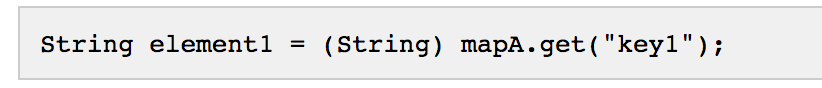 String element1 = (String) mapA.get("key1");